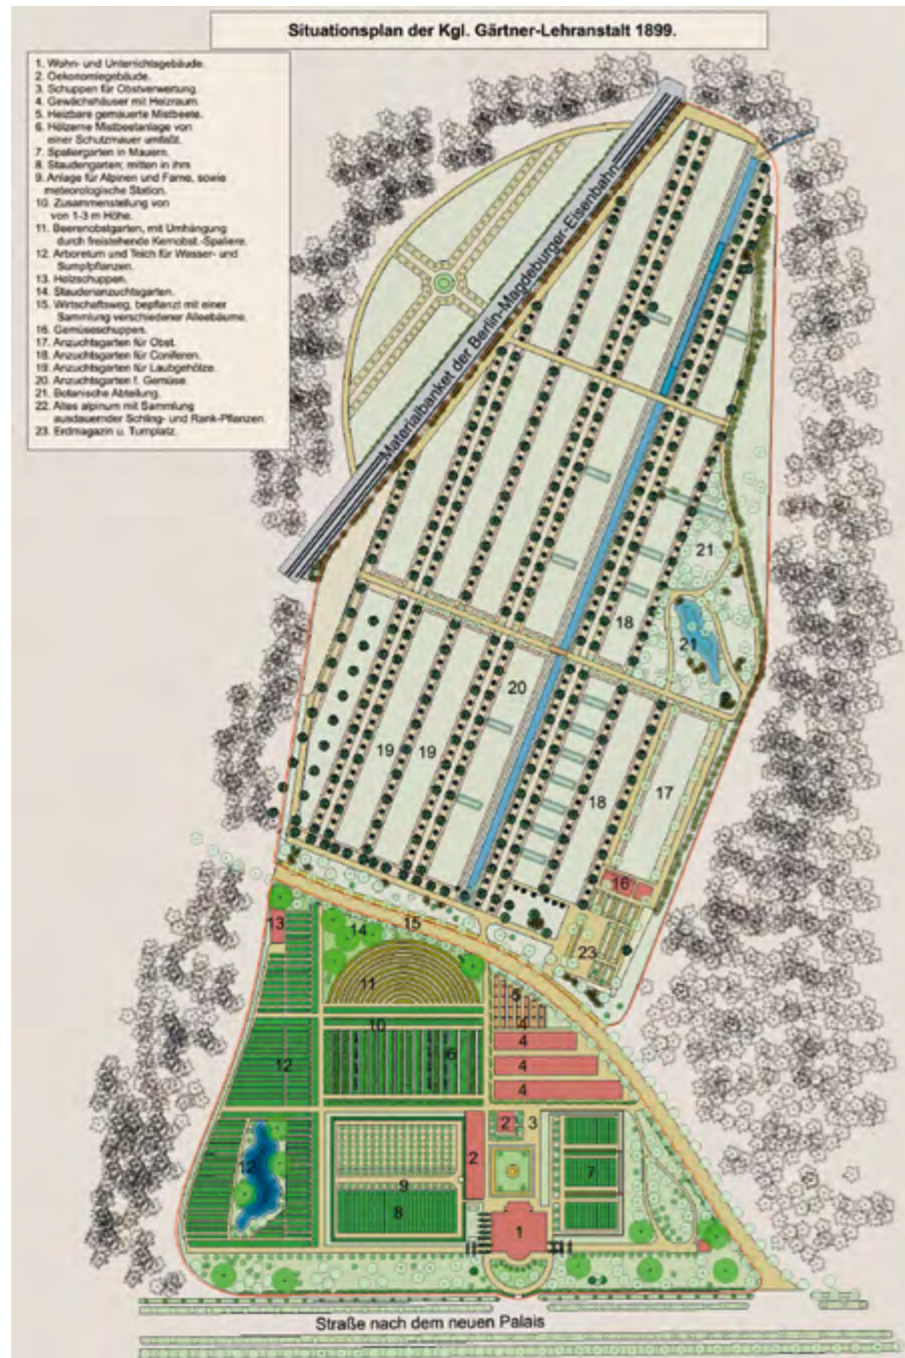 Situationsplan der Kgl. Gärtner-Lehranstalt 1899.
1. Wohn- und Unterrichtsgebäude.
2. Oekonomiegebäude.
3. Schuppen für Obstverwertung.
4. Gewächshäuser mit Heizraum.
5. Heizbare gemauerte Mistbeete.
6. Hölzerne Mistbeetanlage von
einer Schutzmauer umfaßt.
7. Spaliergarten in Mauern.
8. Staudengarten; mitten in ihm
9. Anlage für Alpinen und Farne, sowie
meteorologische Station.
10. Zusammenstellung von
von 1-3 m Höhe.
11. Beerenobstgarten, mit Umhängung
durch freistehende Kernobst.-Spaliere.
12. Arboretum und Teich für Wasser- und
Sumpfpflanzen.
13. Holzschuppen.
14. Staudenanzuchtsgarten.
15. Wirtschaftsweg, bepflanzt mit einer
Sammlung verschiedener Alleebäume.
16. Gemüseschuppen.
17. Anzuchtsgarten für Obst.
18. Anzuchtsgarten für Coniferen.
19. Anzuchtsgarten für Laubgehölze.
20. Anzuchtsgarten f. Gemüse.
21. Botanische Abteilung.
22. Altes alpinum mit Sammlung
ausdauernder Schling- und Rank-Pflanzen.
23. Erdmagazin u. Turnplatz.
Materialbanket der Berlin-Magdeburger-Eisenbahn
21
18
21
20
19
19
18
17
16
13
14
15
23
11
5
10
4
4
6
12
4
4
2
3
12
2
7
9
8
1
Straße nach dem neuen Palais